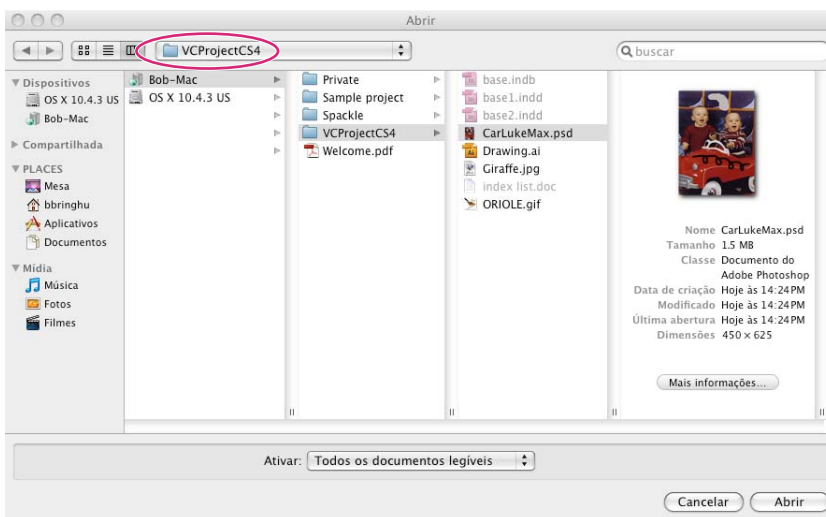 Abrir
VCProjectCS4
buscar
Dispositivos
OS X 10.4.3 US
Bob-Mac
Compartilhada
PLACES
Mesa
bbringhu
Aplicativos
Documentos
Mídia
Música
Fotos
Filmes
Bob-Mac
OS X 10.4.3 US
Private
Sample project
Spackle
VCProjectCS4
Welcome.pdf
base.indb
base1.indd
base2.indd
CarLukeMax.psd
Drawing.ai
Giraffe.jpg
index list.doc
ORIOLE.gif
Nome CarLukeMax.psd
Tamanho 1.5 MB
Classe Documento do
Adobe Photoshop
Data de criação Hoje às 14:24PM
Modificado Hoje às 14:24PM
Última abertura Hoje às 14:24PM
Dimensões 450 × 625
Mais informações...
Ativar: Todos os documentos legíveis
Cancelar
Abrir